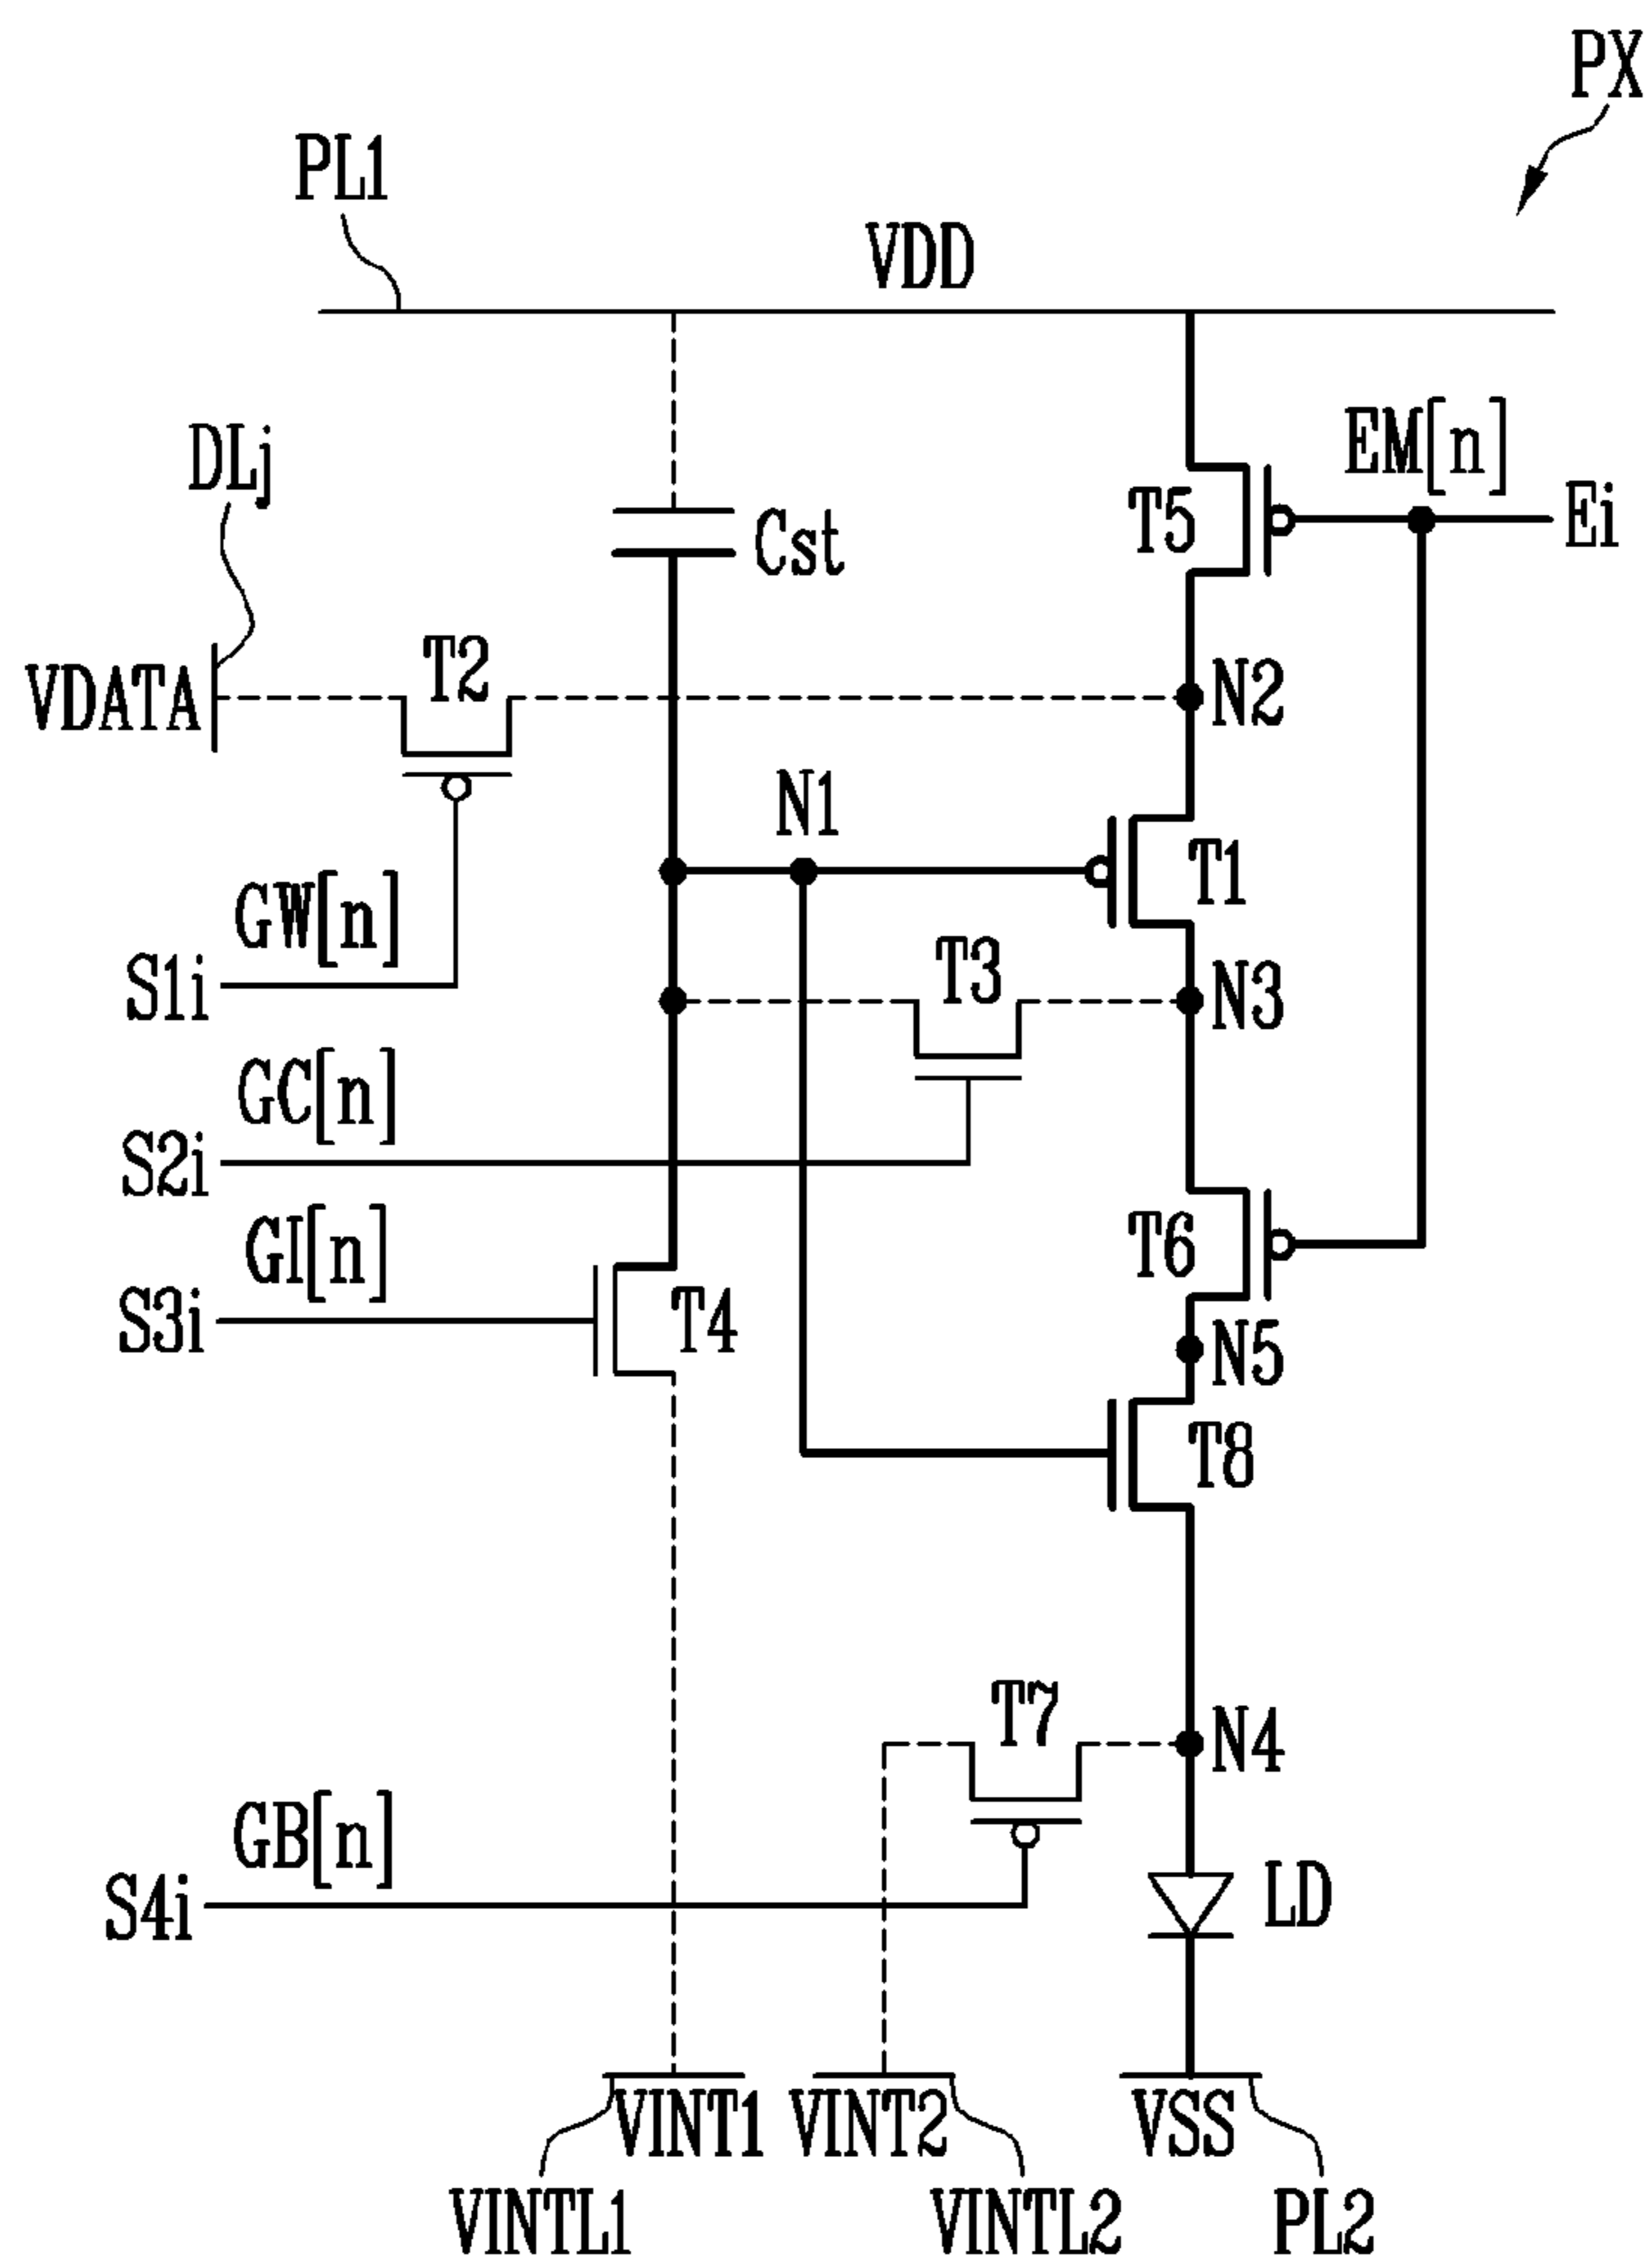 PX
PL1
VDD
EM[n]
DLj
Ei
T5
Cst
T2
VDATA
N2
N1
T1
GW[n]
T3
S1i
N3
GC[n]
S2i
GI[n]
T6
S3i
T4
N5
T8
T7
N4
GB[n]
LD
S4i
VINT1
VINT2
VSS
VINTL1
VINTL2
PL2